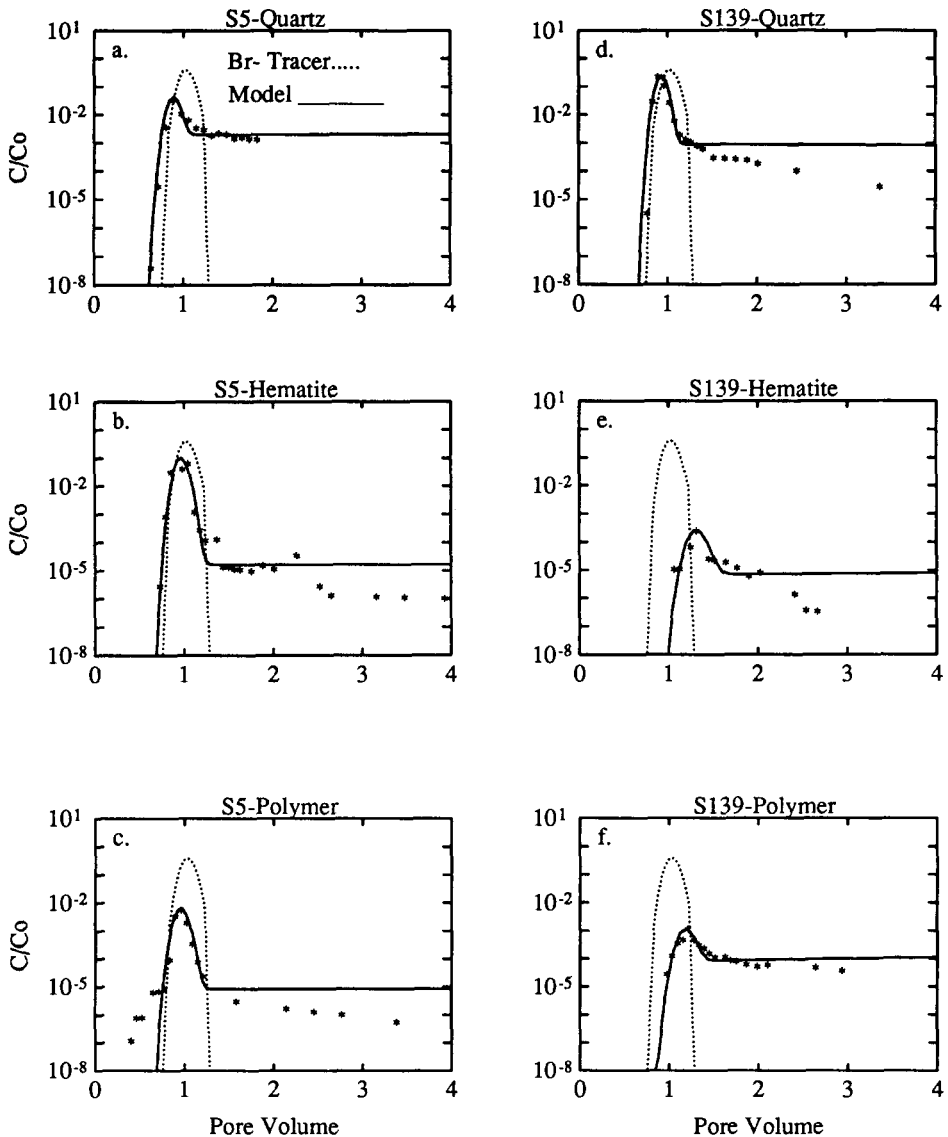 S5-Quartz
a.
Br- Tracer.....
Model ________
C/Co
10^1
10^-2
10^-5
10^-8
0 1 2 3 4
S139-Quartz
d.
10^1
10^-2
10^-5
10^-8
0 1 2 3 4
S5-Hematite
b.
C/Co
10^1
10^-2
10^-5
10^-8
0 1 2 3 4
S139-Hematite
e.
10^1
10^-2
10^-5
10^-8
0 1 2 3 4
S5-Polymer
c.
C/Co
10^1
10^-2
10^-5
10^-8
0 1 2 3 4
Pore Volume
S139-Polymer
f.
10^1
10^-2
10^-5
10^-8
0 1 2 3 4
Pore Volume